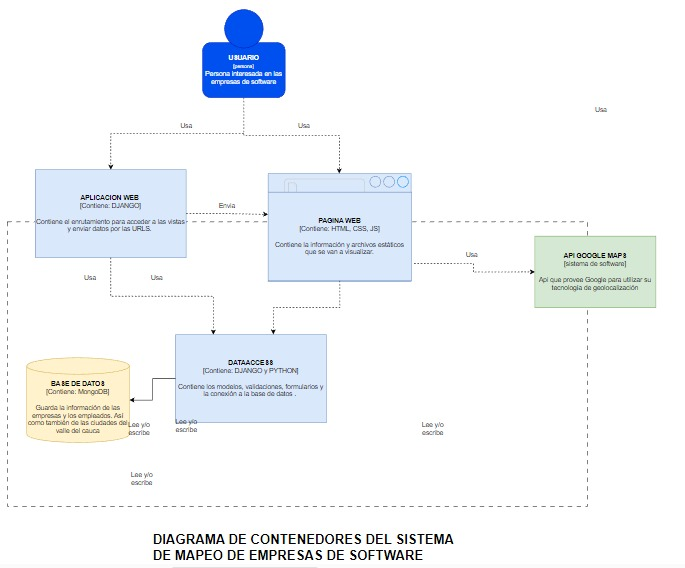 USUARIO
[persona]
Persona interesada en las
empresas de software
Usa
Usa
Usa
APLICACION WEB
[Contiene: DJANGO]
Contiene el enrutamiento para acceder a las vistas
y enviar datos por las URLS.
Envia
PAGINA WEB
[Contiene: HTML, CSS, JS]
Contiene la información y archivos estáticos
que se van a visualizar.
Usa
API GOOGLE MAPS
[sistema de software]
Api que provee Google para utilizar su
tecnologia de geolocalización
Usa
Usa
DATAACCESS
[Contiene: DJANGO y PYTHON]
Contiene los modelos, validaciones, formularios y
la conexión a la base de datos .
BASE DE DATOS
[Contiene: MongoDB]
Guarda la información de las
empresas y los empleados. Así
como también de las ciudades del
valle del cauca
Lee y/o
escribe
Lee y/o
escribe
Lee y/o
escribe
Lee y/o
escribe
DIAGRAMA DE CONTENEDORES DEL SISTEMA
DE MAPEO DE EMPRESAS DE SOFTWARE